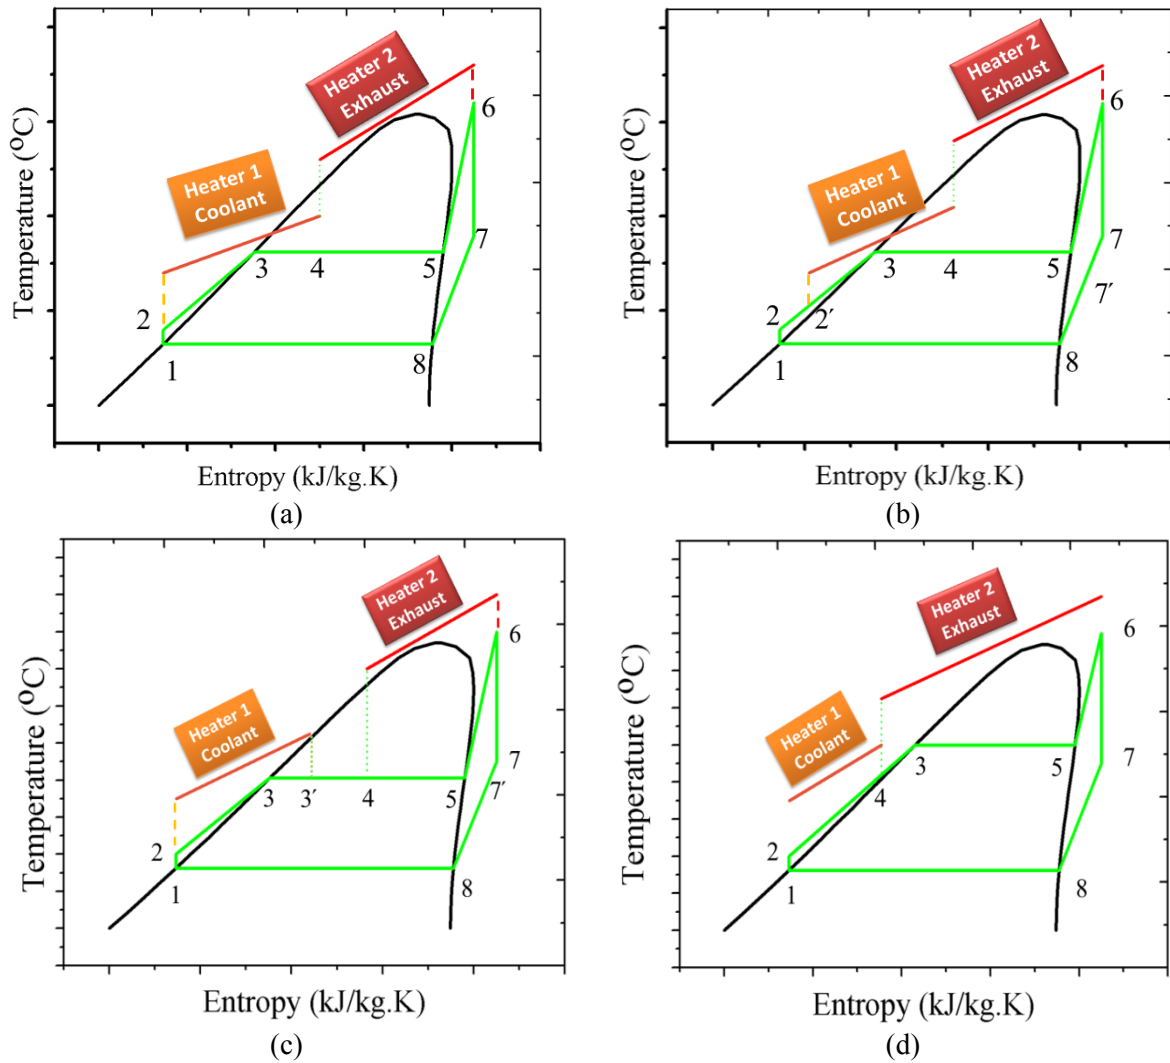 Heater 2
Exhaust
Heater 1
Coolant
Temperature (⁰C)
2
3
4
5
6
7
1
8
Entropy (kJ/kg.K)
(a)
Heater 2
Exhaust
Heater 1
Coolant
Temperature (⁰C)
2
2′
3
4
5
6
7
7′
1
8
Entropy (kJ/kg.K)
(b)
Heater 2
Exhaust
Heater 1
Coolant
Temperature (⁰C)
2
3
3′
4
5
6
7
7′
1
8
Entropy (kJ/kg.K)
(c)
Heater 2
Exhaust
Heater 1
Coolant
Temperature (⁰C)
2
4
3
5
6
7
1
8
Entropy (kJ/kg.K)
(d)